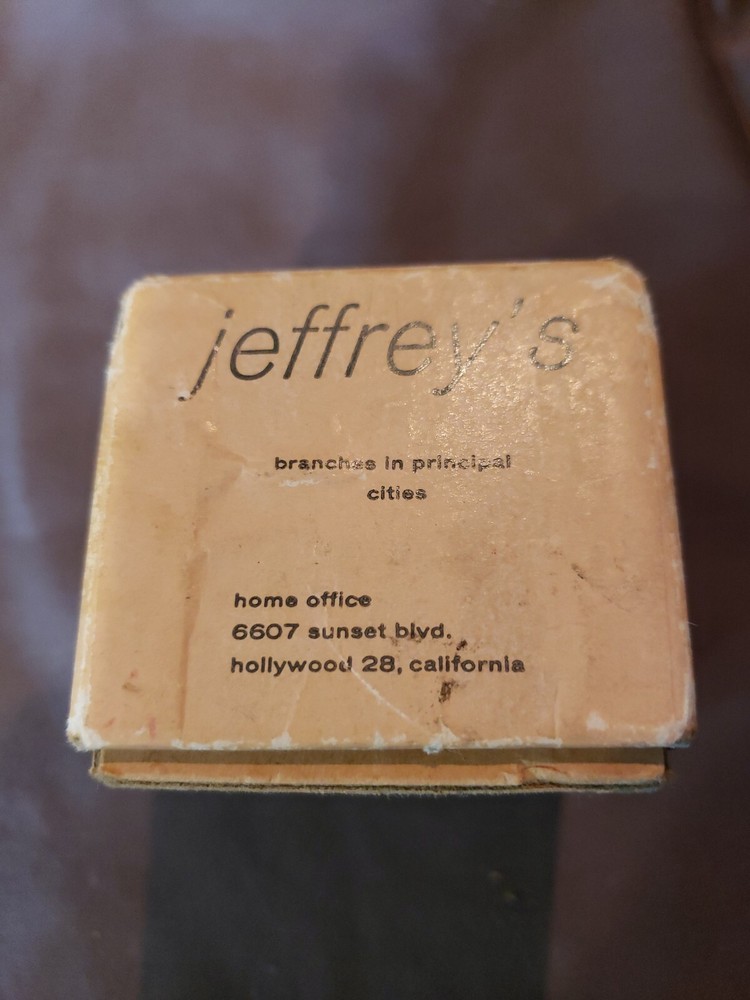 jeffrey's
branches in principal
cities
home office
6607 sunset blvd.
hollywood 28, california